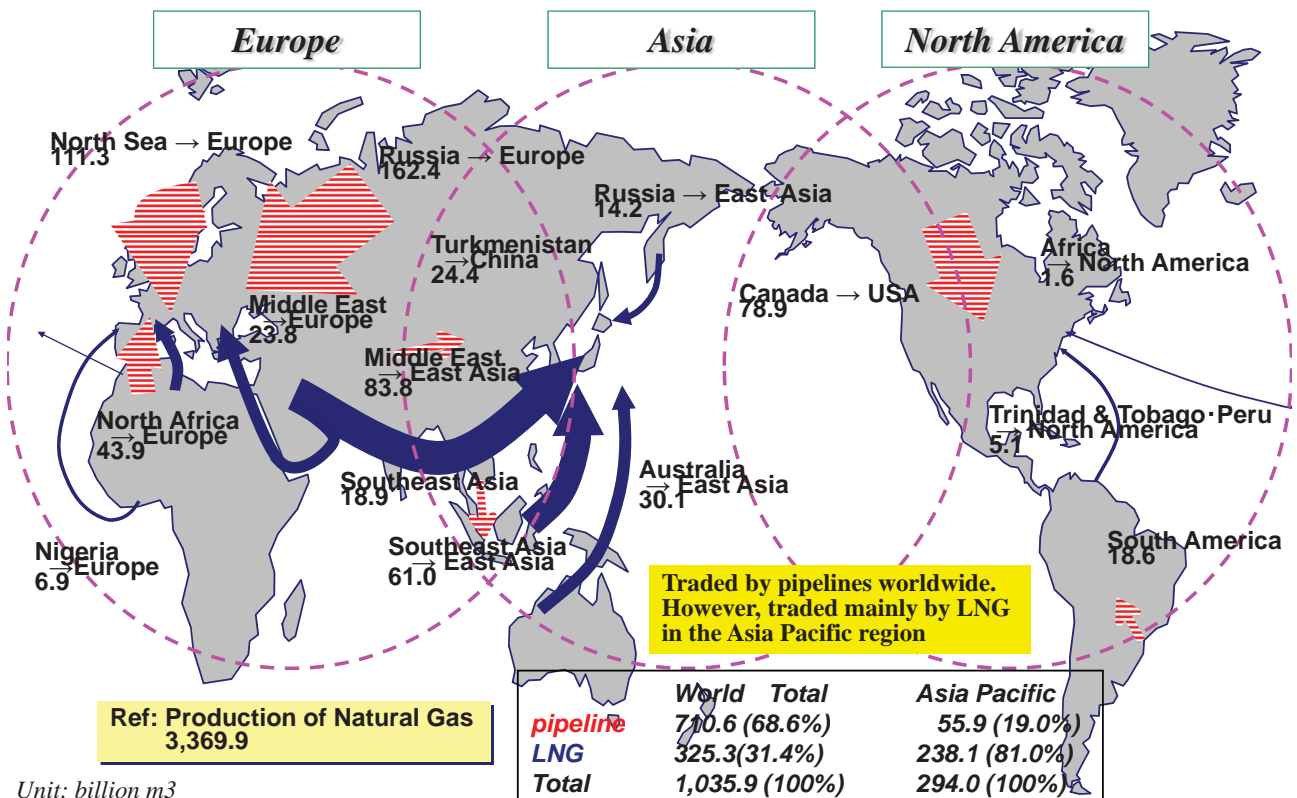 Europe
Asia
North America
North Sea → Europe
111.3
Russia → Europe
162.4
Russia → East Asia
14.2
Turkmenistan
→China
24.4
Africa
→ North America
1.6
Canada → USA
78.9
Middle East
→Europe
23.8
Middle East
→ East Asia
83.8
North Africa
→ Europe
43.9
Trinidad & Tobago·Peru
→ North America
5.1
Southeast Asia
18.9
Australia
→ East Asia
30.1
Nigeria
→Europe
6.9
Southeast Asia
→ East Asia
61.0
South America
18.6
Traded by pipelines worldwide.
However, traded mainly by LNG
in the Asia Pacific region
Ref: Production of Natural Gas
3,369.9
World Total Asia Pacific
pipeline 710.6 (68.6%) 55.9 (19.0%)
LNG 325.3(31.4%) 238.1 (81.0%)
Total 1,035.9 (100%) 294.0 (100%)
Unit: billion m3